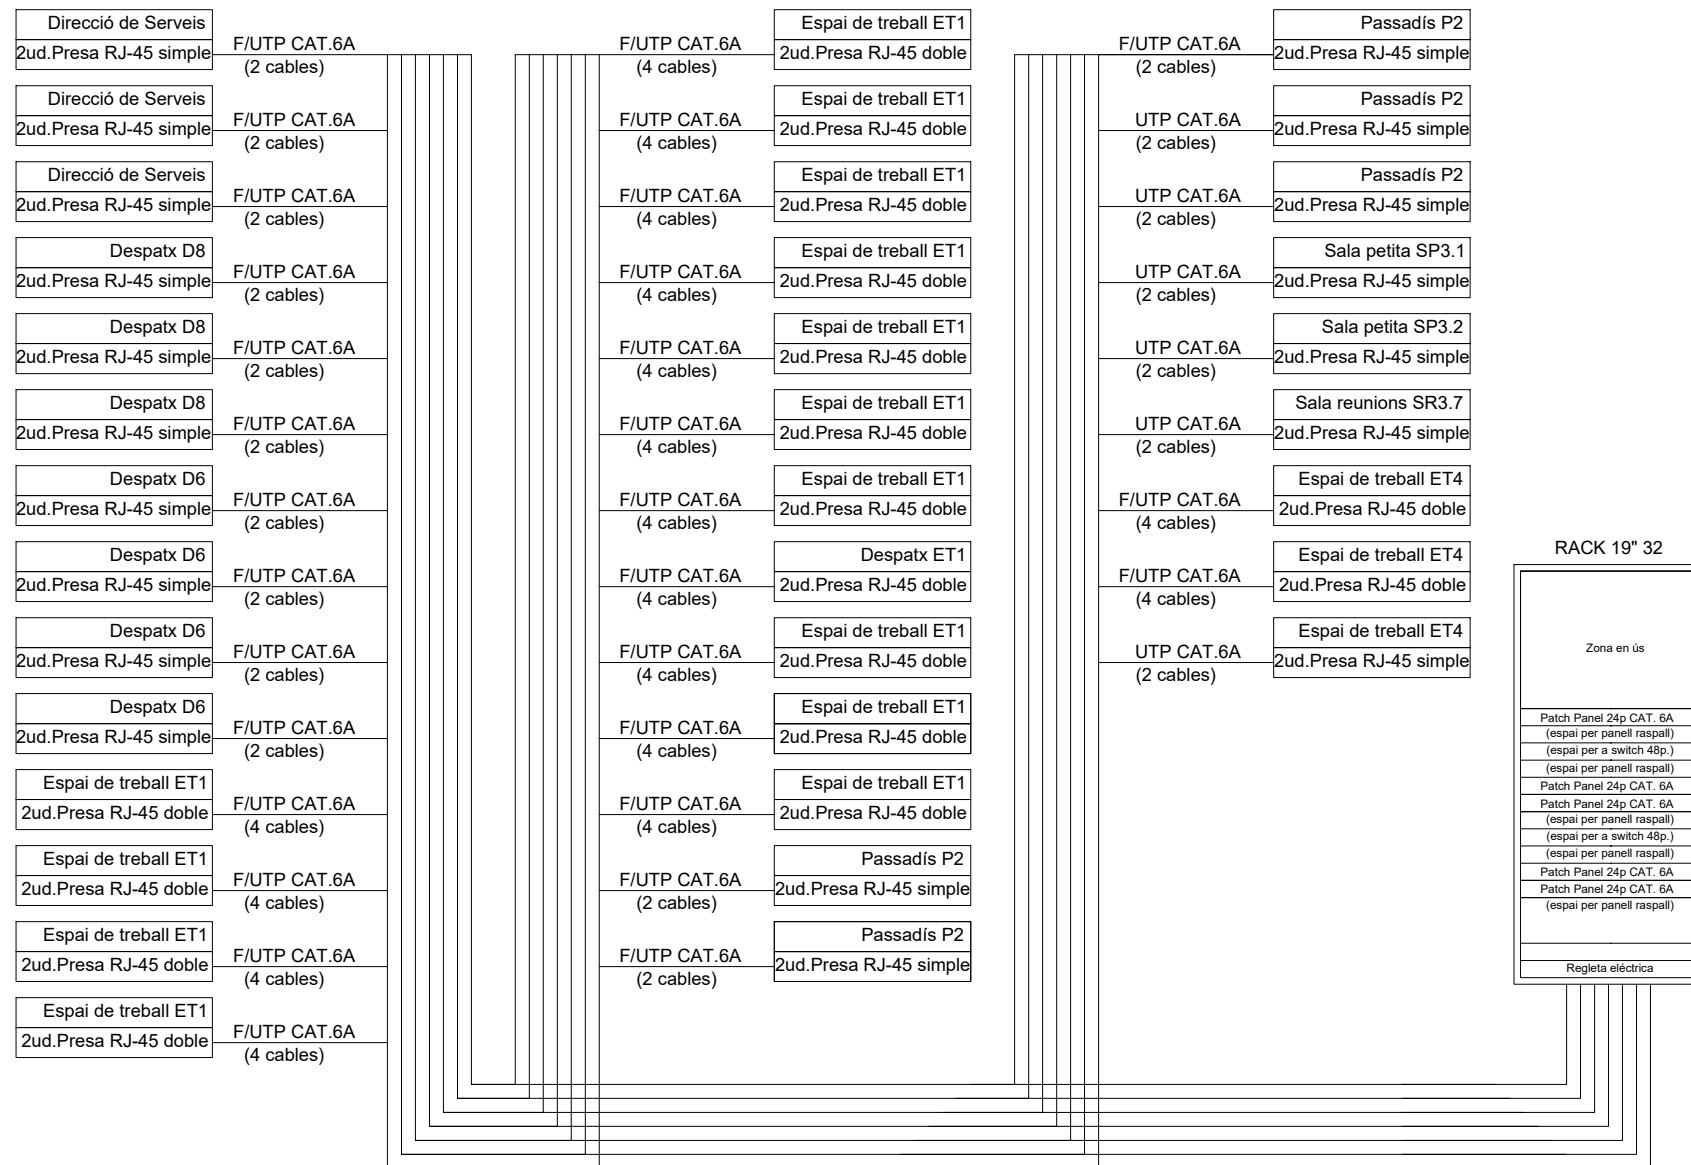 Direcció de Serveis
2ud.Presa RJ-45 simple
F/UTP CAT.6A
(2 cables)
Direcció de Serveis
2ud.Presa RJ-45 simple
F/UTP CAT.6A
(2 cables)
Direcció de Serveis
2ud.Presa RJ-45 simple
F/UTP CAT.6A
(2 cables)
Despatx D8
2ud.Presa RJ-45 simple
F/UTP CAT.6A
(2 cables)
Despatx D8
2ud.Presa RJ-45 simple
F/UTP CAT.6A
(2 cables)
Despatx D8
2ud.Presa RJ-45 simple
F/UTP CAT.6A
(2 cables)
Despatx D6
2ud.Presa RJ-45 simple
F/UTP CAT.6A
(2 cables)
Despatx D6
2ud.Presa RJ-45 simple
F/UTP CAT.6A
(2 cables)
Despatx D6
2ud.Presa RJ-45 simple
F/UTP CAT.6A
(2 cables)
Despatx D6
2ud.Presa RJ-45 simple
F/UTP CAT.6A
(2 cables)
Espai de treball ET1
2ud.Presa RJ-45 doble
F/UTP CAT.6A
(4 cables)
Espai de treball ET1
2ud.Presa RJ-45 doble
F/UTP CAT.6A
(4 cables)
Espai de treball ET1
2ud.Presa RJ-45 doble
F/UTP CAT.6A
(4 cables)
Espai de treball ET1
2ud.Presa RJ-45 doble
F/UTP CAT.6A
(4 cables)
F/UTP CAT.6A
(4 cables)
Espai de treball ET1
2ud.Presa RJ-45 doble
F/UTP CAT.6A
(4 cables)
Espai de treball ET1
2ud.Presa RJ-45 doble
F/UTP CAT.6A
(4 cables)
Espai de treball ET1
2ud.Presa RJ-45 doble
F/UTP CAT.6A
(4 cables)
Espai de treball ET1
2ud.Presa RJ-45 doble
F/UTP CAT.6A
(4 cables)
Espai de treball ET1
2ud.Presa RJ-45 doble
F/UTP CAT.6A
(4 cables)
Espai de treball ET1
2ud.Presa RJ-45 doble
F/UTP CAT.6A
(4 cables)
Espai de treball ET1
2ud.Presa RJ-45 doble
F/UTP CAT.6A
(4 cables)
Despatx ET1
2ud.Presa RJ-45 doble
F/UTP CAT.6A
(4 cables)
Espai de treball ET1
2ud.Presa RJ-45 doble
F/UTP CAT.6A
(4 cables)
Espai de treball ET1
2ud.Presa RJ-45 doble
F/UTP CAT.6A
(4 cables)
Espai de treball ET1
2ud.Presa RJ-45 doble
F/UTP CAT.6A
(2 cables)
Passadís P2
2ud.Presa RJ-45 simple
F/UTP CAT.6A
(2 cables)
Passadís P2
2ud.Presa RJ-45 simple
F/UTP CAT.6A
(2 cables)
Passadís P2
2ud.Presa RJ-45 simple
UTP CAT.6A
(2 cables)
Passadís P2
2ud.Presa RJ-45 simple
UTP CAT.6A
(2 cables)
Passadís P2
2ud.Presa RJ-45 simple
UTP CAT.6A
(2 cables)
Sala petita SP3.1
2ud.Presa RJ-45 simple
UTP CAT.6A
(2 cables)
Sala petita SP3.2
2ud.Presa RJ-45 simple
UTP CAT.6A
(2 cables)
Sala reunions SR3.7
2ud.Presa RJ-45 simple
F/UTP CAT.6A
(4 cables)
Espai de treball ET4
2ud.Presa RJ-45 doble
F/UTP CAT.6A
(4 cables)
Espai de treball ET4
2ud.Presa RJ-45 doble
UTP CAT.6A
(2 cables)
Espai de treball ET4
2ud.Presa RJ-45 simple
RACK 19" 32
Zona en ús
Patch Panel 24p CAT. 6A
(espai per panell raspall)
(espai per a switch 48p.)
(espai per panell raspall)
Patch Panel 24p CAT. 6A
Patch Panel 24p CAT. 6A
(espai per panell raspall)
(espai per a switch 48p.)
(espai per panell raspall)
Patch Panel 24p CAT. 6A
Patch Panel 24p CAT. 6A
(espai per panell raspall)
Regleta eléctrica